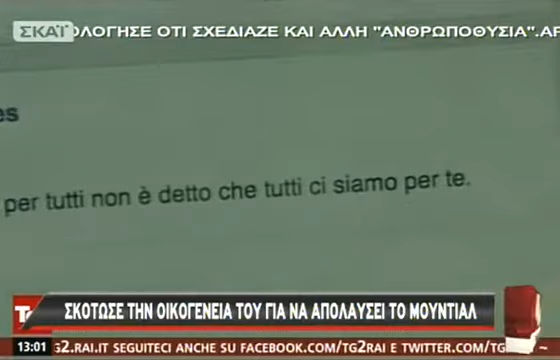 ΣΚΑΪ ΟΛΟΓΗΣΕ ΟΤΙ ΣΧΕΔΙΑΖΕ ΚΑΙ ΑΛΛΗ "ΑΝΘΡΩΠΟΘΥΣΙΑ".ΑΡ
es
per tutti non è detto che tutti ci siamo per te.
ΣΚΟΤΩΣΕ ΤΗΝ ΟΙΚΟΓΕΝΕΙΑ ΤΟΥ ΓΙΑ ΝΑ ΑΠΟΛΑΥΣΕΙ ΤΟ ΜΟΥΝΤΙΑΛ
13:01 G2.RAI.IT SEGUITECI ANCHE SU FACEBOOK.COM/TG2RAI E TWITTER.COM/TG